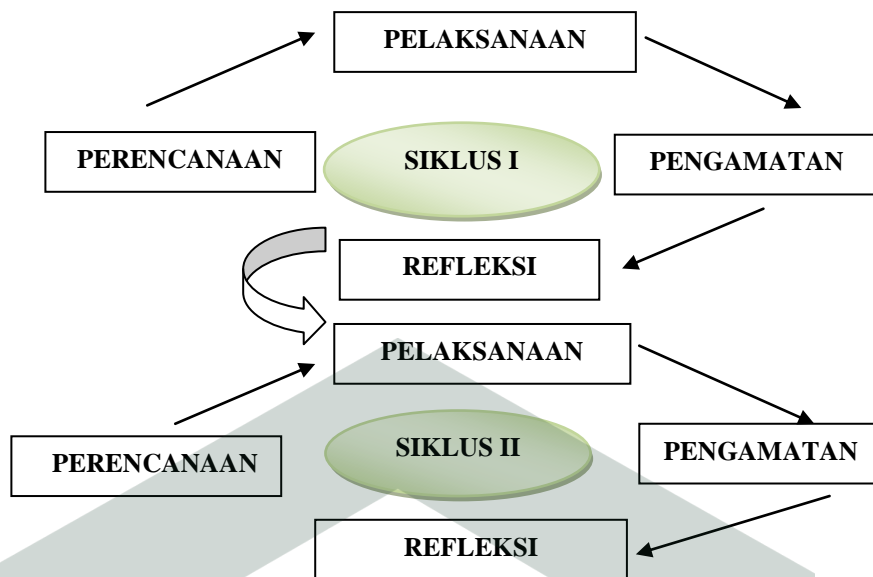 PELAKSANAAN
PERENCANAAN
SIKLUS I
PENGAMATAN
REFLEKSI
PELAKSANAAN
PERENCANAAN
SIKLUS II
PENGAMATAN
REFLEKSI